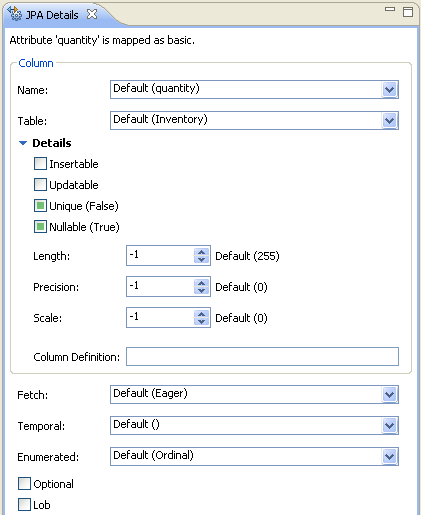 JPA Details
Attribute 'quantity' is mapped as basic.
Column
Name: Default (quantity)
Table: Default (Inventory)
Details
Insertable
Updatable
Unique (False)
Nullable (True)
Length: -1 Default (255)
Precision: -1 Default (0)
Scale: -1 Default (0)
Column Definition:
Fetch: Default (Eager)
Temporal: Default ()
Enumerated: Default (Ordinal)
Optional
Lob